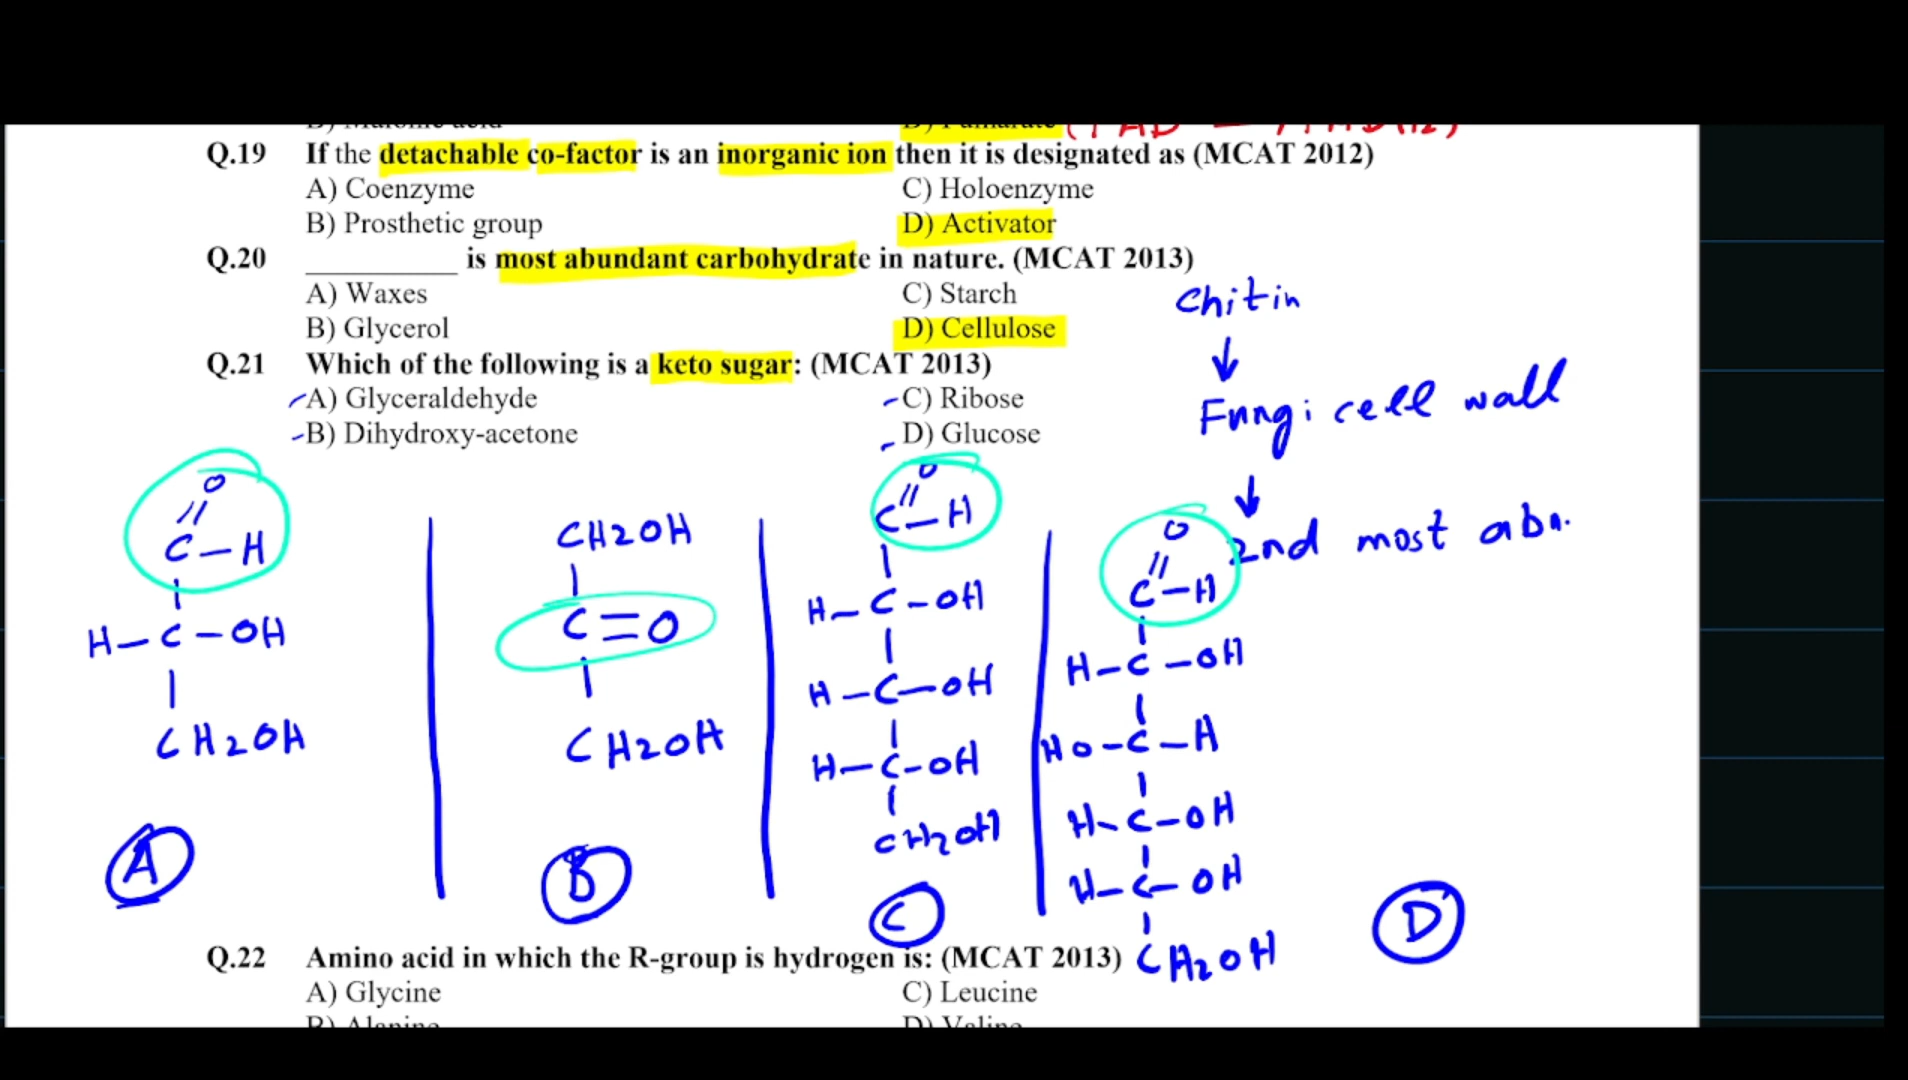 Q.19 If the detachable co-factor is an inorganic ion then it is designated as (MCAT 2012)
A) Coenzyme C) Holoenzyme
B) Prosthetic group D) Activator
Q.20 __________ is most abundant carbohydrate in nature. (MCAT 2013)
A) Waxes C) Starch
B) Glycerol D) Cellulose
Chitin
↓
Fungi cell wall
↓
2nd most abn.
Q.21 Which of the following is a keto sugar: (MCAT 2013)
A) Glyceraldehyde C) Ribose
B) Dihydroxy-acetone D) Glucose
O
//
C-H
|
H-C-OH
|
CH2OH
A
CH2OH
|
C=O
|
CH2OH
B
O
//
C-H
|
H-C-OH
|
H-C-OH
|
H-C-OH
|
CH2OH
C
O
//
C-H
|
H-C-OH
|
HO-C-H
|
H-C-OH
|
H-C-OH
|
CH2OH
D
Q.22 Amino acid in which the R-group is hydrogen is: (MCAT 2013)
A) Glycine C) Leucine
B) Alanine D) Valine